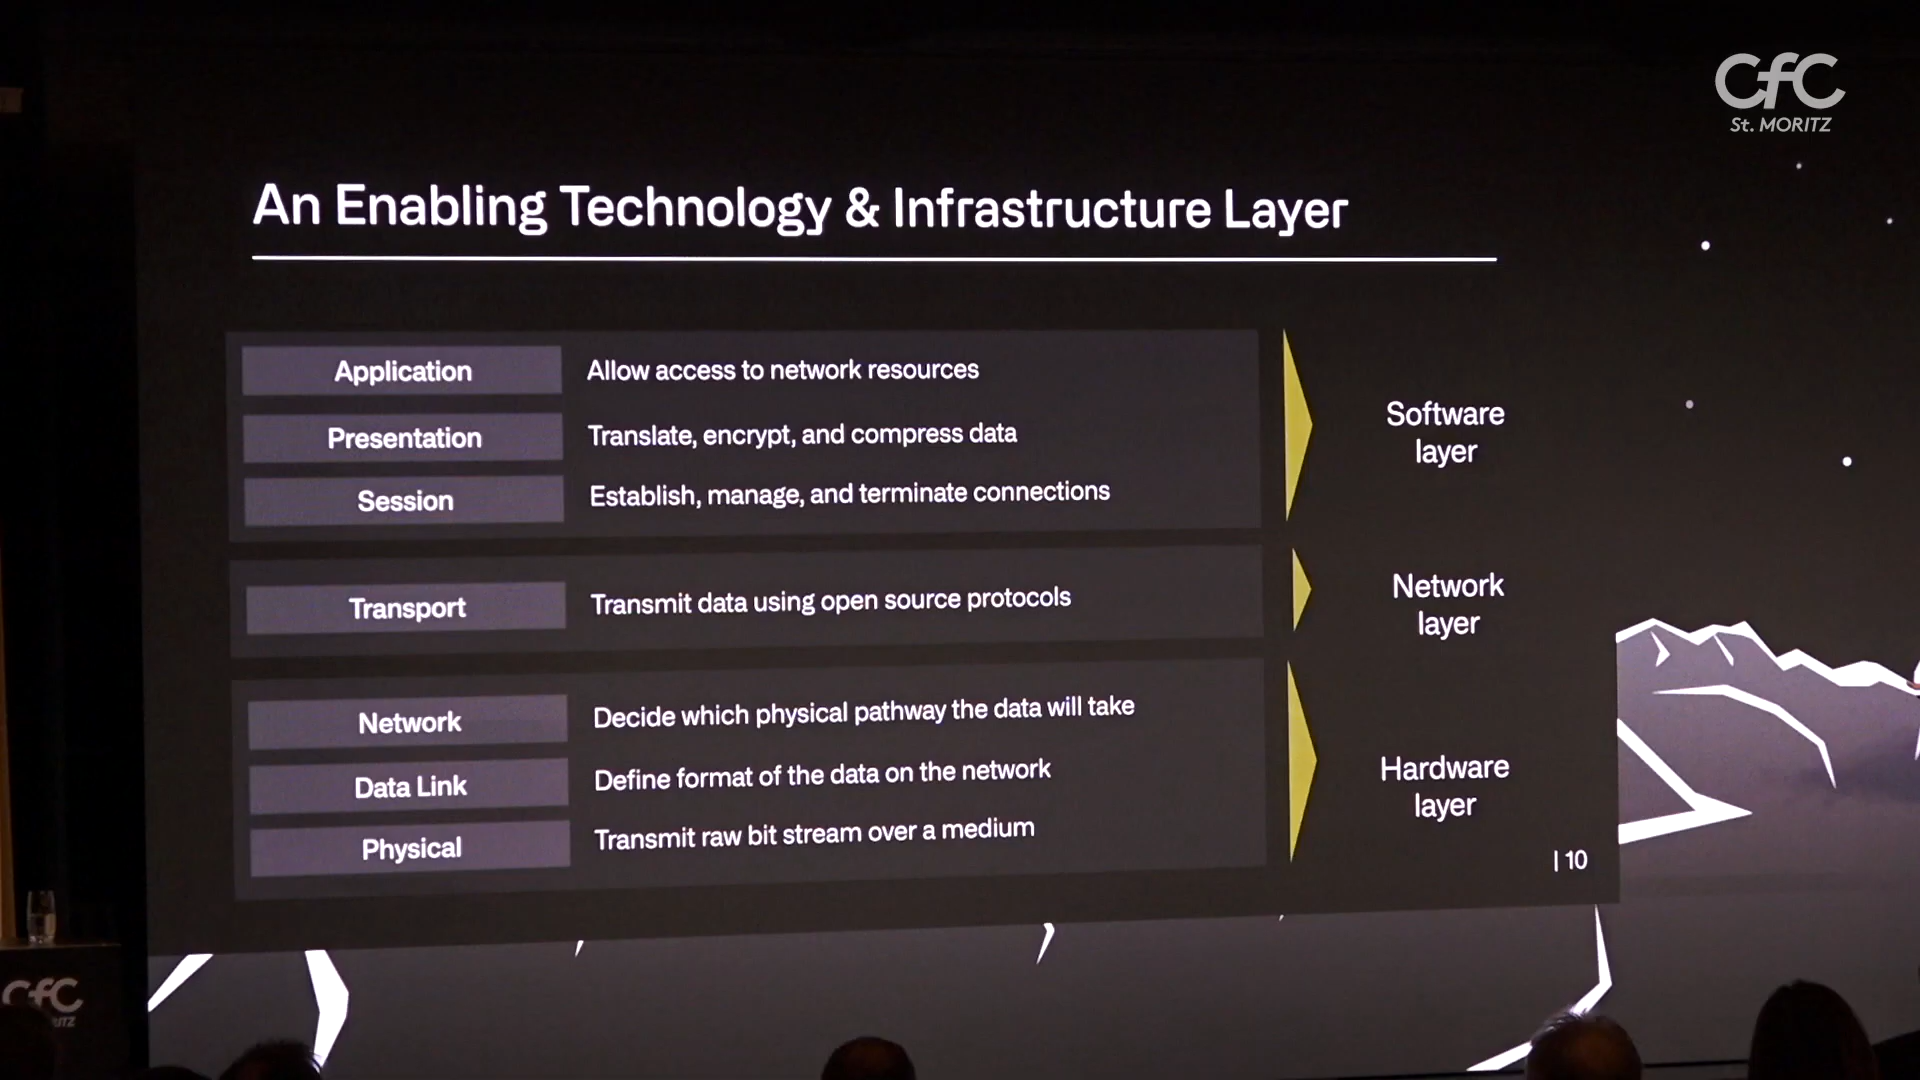 CfC
St. MORITZ
An Enabling Technology & Infrastructure Layer
Application
Allow access to network resources
Presentation
Translate, encrypt, and compress data
Session
Establish, manage, and terminate connections
Software
layer
Transport
Transmit data using open source protocols
Network
layer
Network
Decide which physical pathway the data will take
Data Link
Define format of the data on the network
Physical
Transmit raw bit stream over a medium
Hardware
layer
| 10
CfC
RITZ